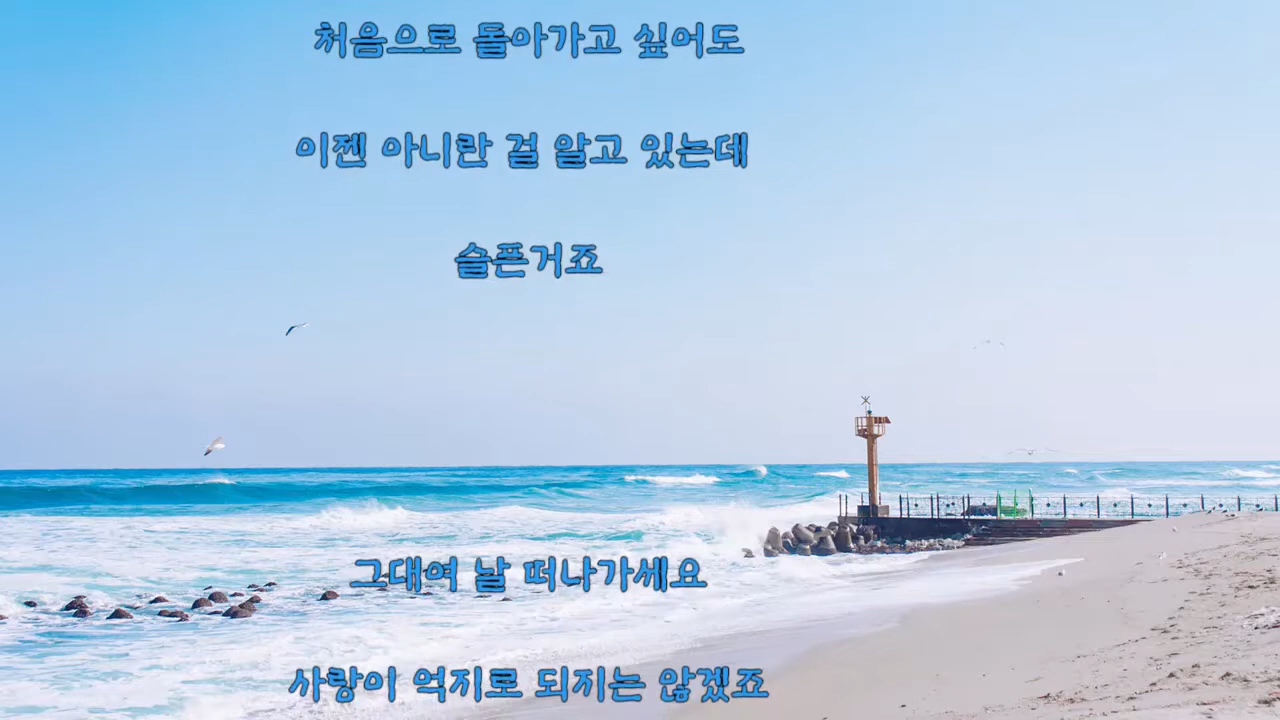 처음으로 돌아가고 싶어도
이젠 아니란 걸 알고 있는데
슬픈거죠
그대여 날 떠나가세요
사랑이 억지로 되지는 않겠죠